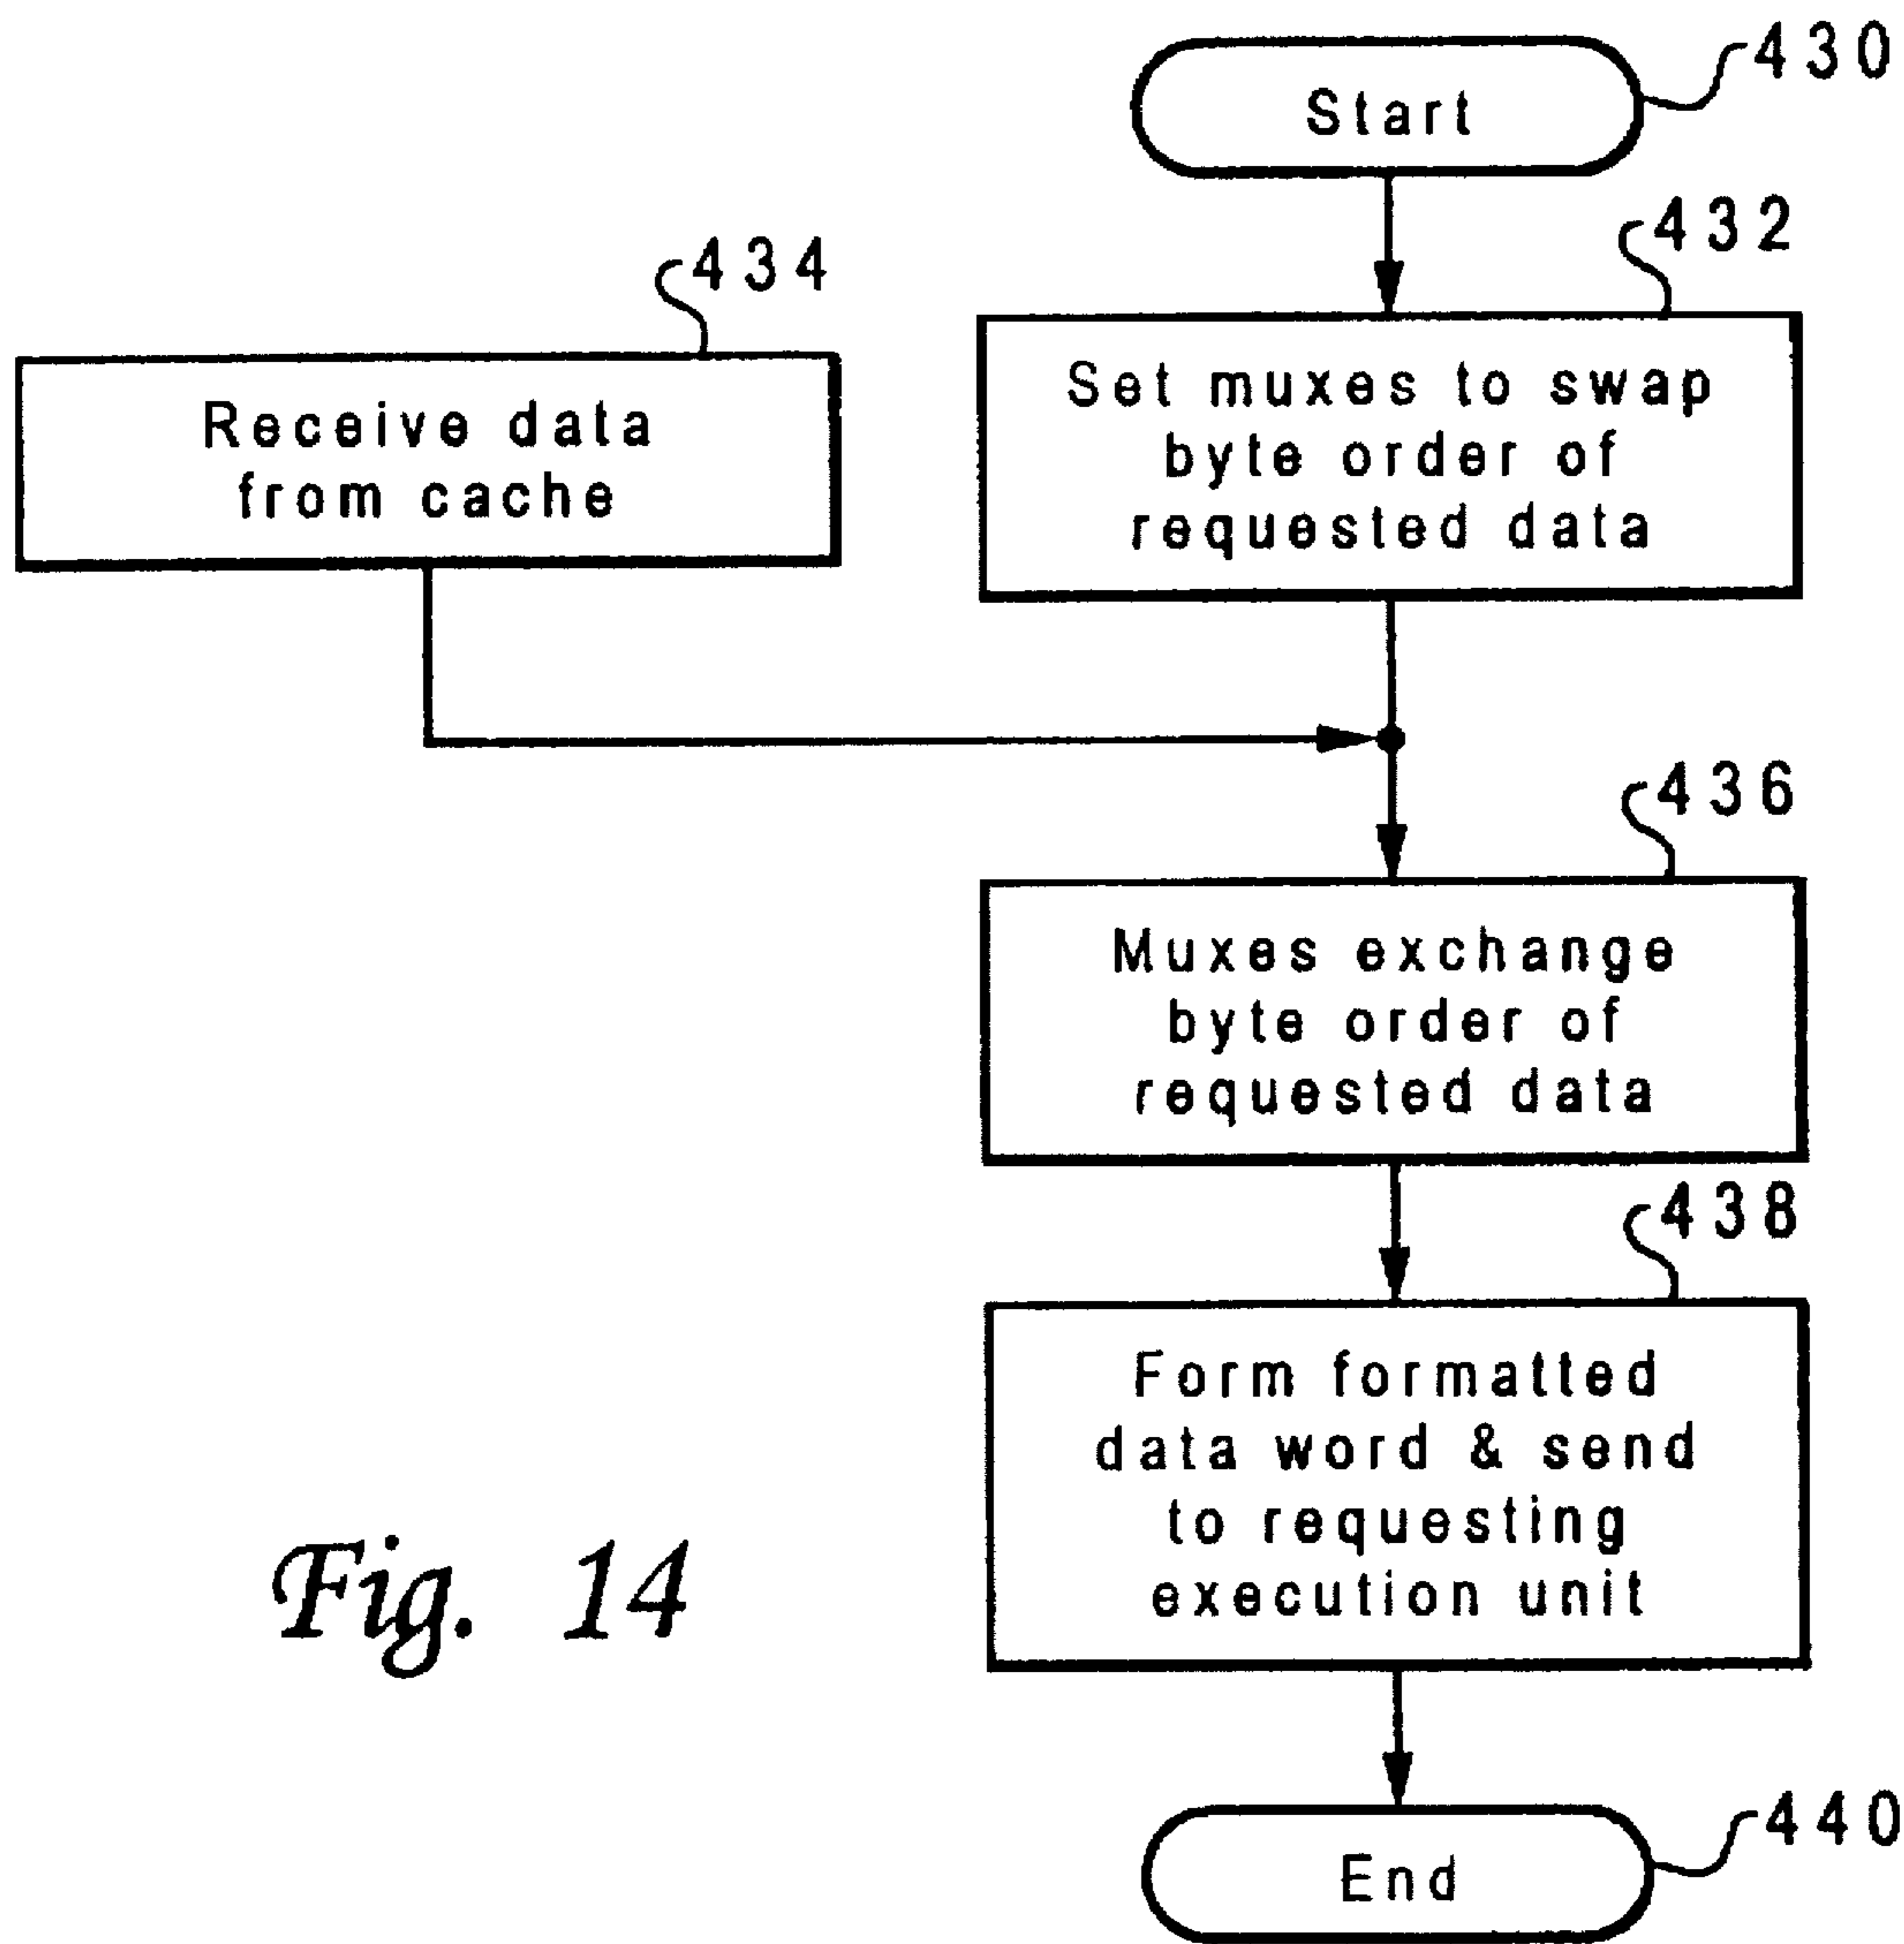 430
Start
432
434
Set muxes to swap
byte order of
requested data
Receive data
from cache
436
Muxes exchange
byte order of
requested data
438
Form formatted
data word & send
to requesting
execution unit
Fig. 14
440
End